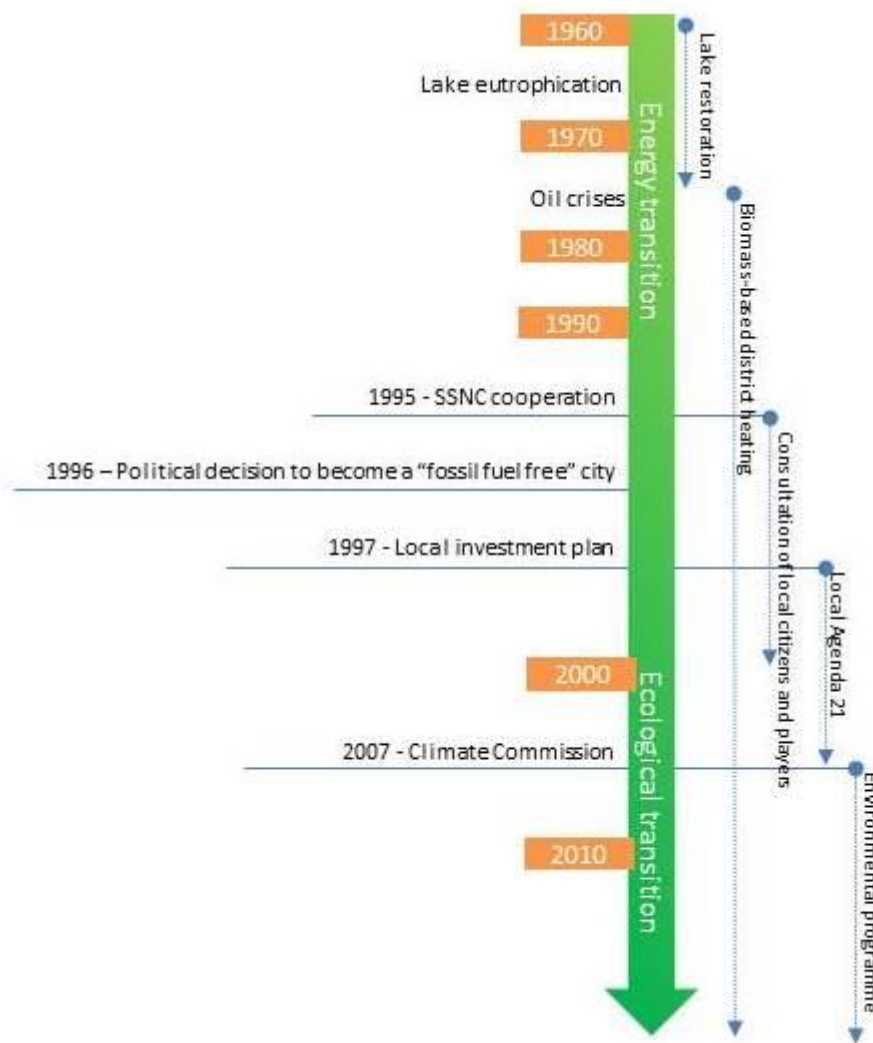 1960
Lake eutrophication
1970
Oil crises
1980
1990
1995 - SSNC cooperation
1996 – Political decision to become a “fossil fuel free” city
1997 - Local investment plan
2000
2007 - Climate Commission
2010
Energy transition
Ecological transition
Lake restoration
Biomass-based district heating
Consultation of local citizens and players
Local Agenda 21
Environmental programme